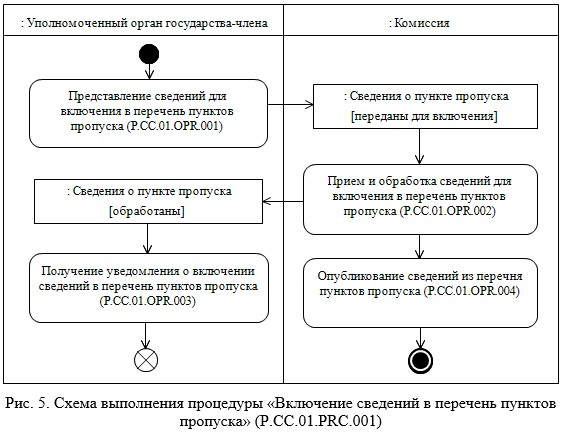 : Уполномоченный орган государства-члена
: Комиссия
Представление сведений для
включения в перечень пунктов
пропуска (P.CC.01.OPR.001)
: Сведения о пункте пропуска
[переданы для включения]
Прием и обработка сведений для
включения в перечень пунктов
пропуска (P.CC.01.OPR.002)
: Сведения о пункте пропуска
[обработаны]
Получение уведомления о включении
сведений в перечень пунктов пропуска
(P.CC.01.OPR.003)
Опубликование сведений из перечня
пунктов пропуска (P.CC.01.OPR.004)
Рис. 5. Схема выполнения процедуры «Включение сведений в перечень пунктов
пропуска» (P.CC.01.PRC.001)